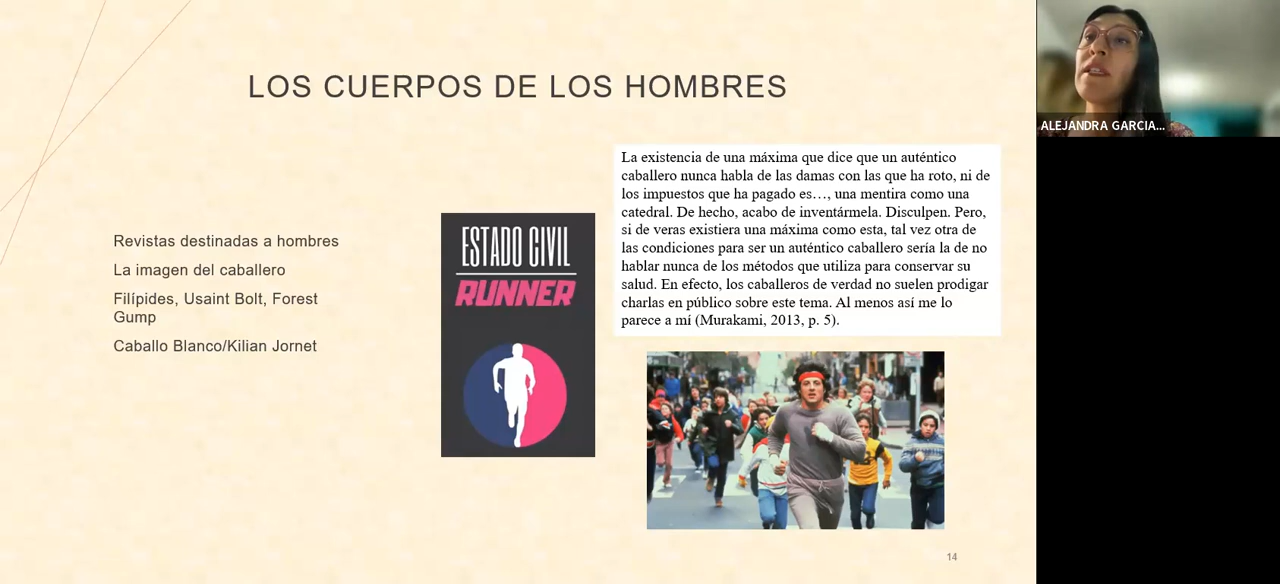 LOS CUERPOS DE LOS HOMBRES
Revistas destinadas a hombres
La imagen del caballero
Filípides, Usaint Bolt, Forest
Gump
Caballo Blanco/Kilian Jornet
ESTADO CIVIL
RUNNER
La existencia de una máxima que dice que un auténtico
caballero nunca habla de las damas con las que ha roto, ni de
los impuestos que ha pagado es…, una mentira como una
catedral. De hecho, acabo de inventármela. Disculpen. Pero,
si de veras existiera una máxima como esta, tal vez otra de
las condiciones para ser un auténtico caballero sería la de no
hablar nunca de los métodos que utiliza para conservar su
salud. En efecto, los caballeros de verdad no suelen prodigar
charlas en público sobre este tema. Al menos así me lo
parece a mí (Murakami, 2013, p. 5).
14
ALEJANDRA GARCIA...